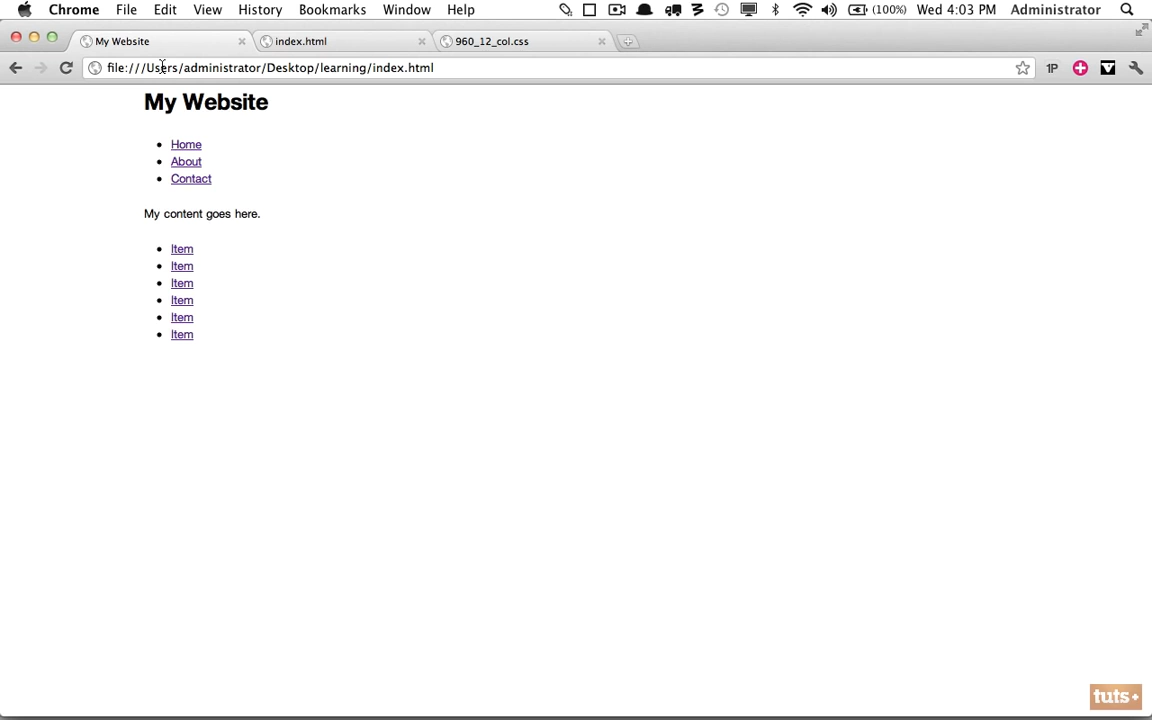 Chrome File Edit View History Bookmarks Window Help (100%) Wed 4:03 PM Administrator
My Website index.html 960_12_col.css
file:///Users/administrator/Desktop/learning/index.html 1P
My Website
Home
About
Contact
My content goes here.
Item
Item
Item
Item
Item
Item
tuts+